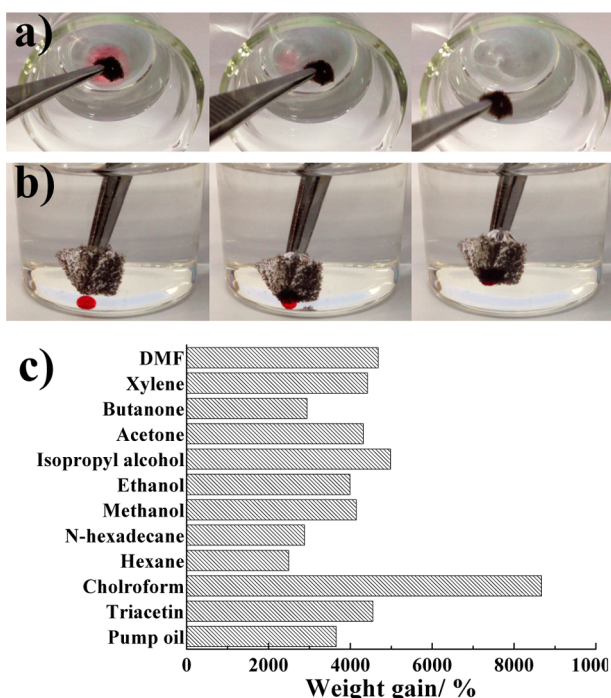 a)
b)
c)
DMF
Xylene
Butanone
Acetone
Isopropyl alcohol
Ethanol
Methanol
N-hexadecane
Hexane
Cholroform
Triacetin
Pump oil
0 2000 4000 6000 8000 1000
Weight gain/ %